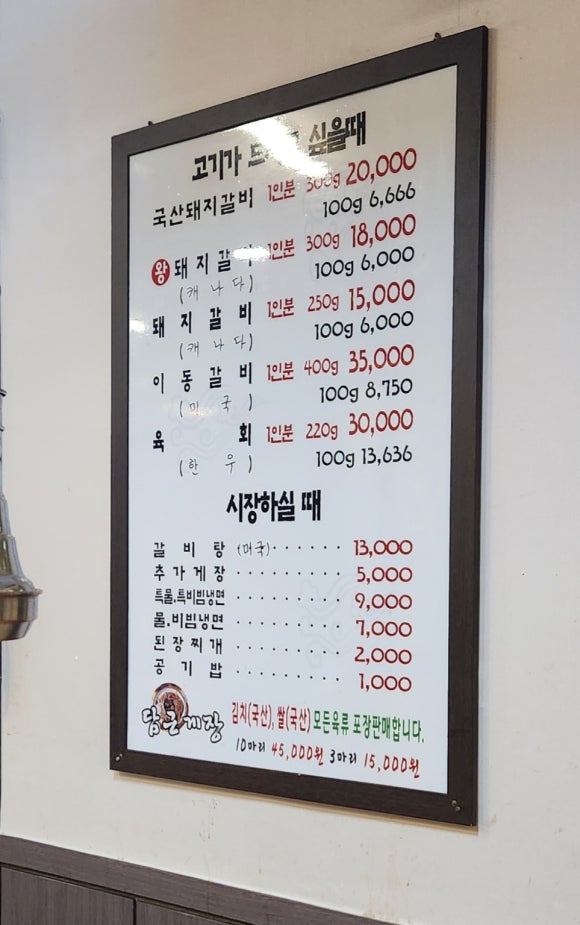 고기가 드시고 싶을때
국산돼지갈비 1인분 300g 20,000
100g 6,666
왕 돼지갈비 1인분 300g 18,000
(캐나다) 100g 6,000
돼지갈비 1인분 250g 15,000
(캐나다) 100g 6,000
이동갈비 1인분 400g 35,000
(미국) 100g 8,750
육회 1인분 220g 30,000
(한우) 100g 13,636
시장하실 때
갈비탕 (미국)······ 13,000
추가게장 ········· 5,000
특물.특비빔냉면 ········ 9,000
물.비빔냉면 ········ 7,000
된장찌개 ········ 2,000
공기밥 ········ 1,000
담근게장 김치(국산), 쌀(국산) 모든육류 포장판매합니다.
10마리 45,000원 3마리 15,000원